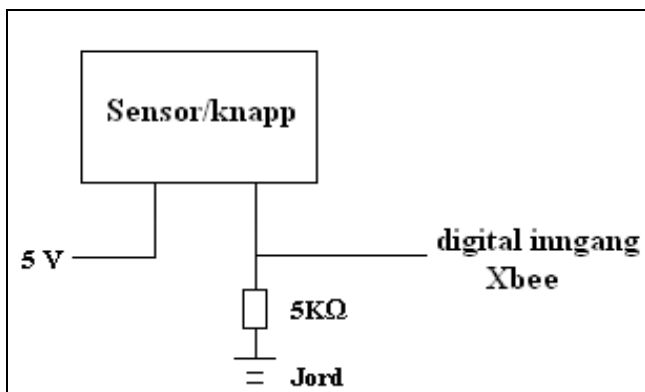 Sensor/knapp
5 V
digital inngang
Xbee
5KΩ
Jord